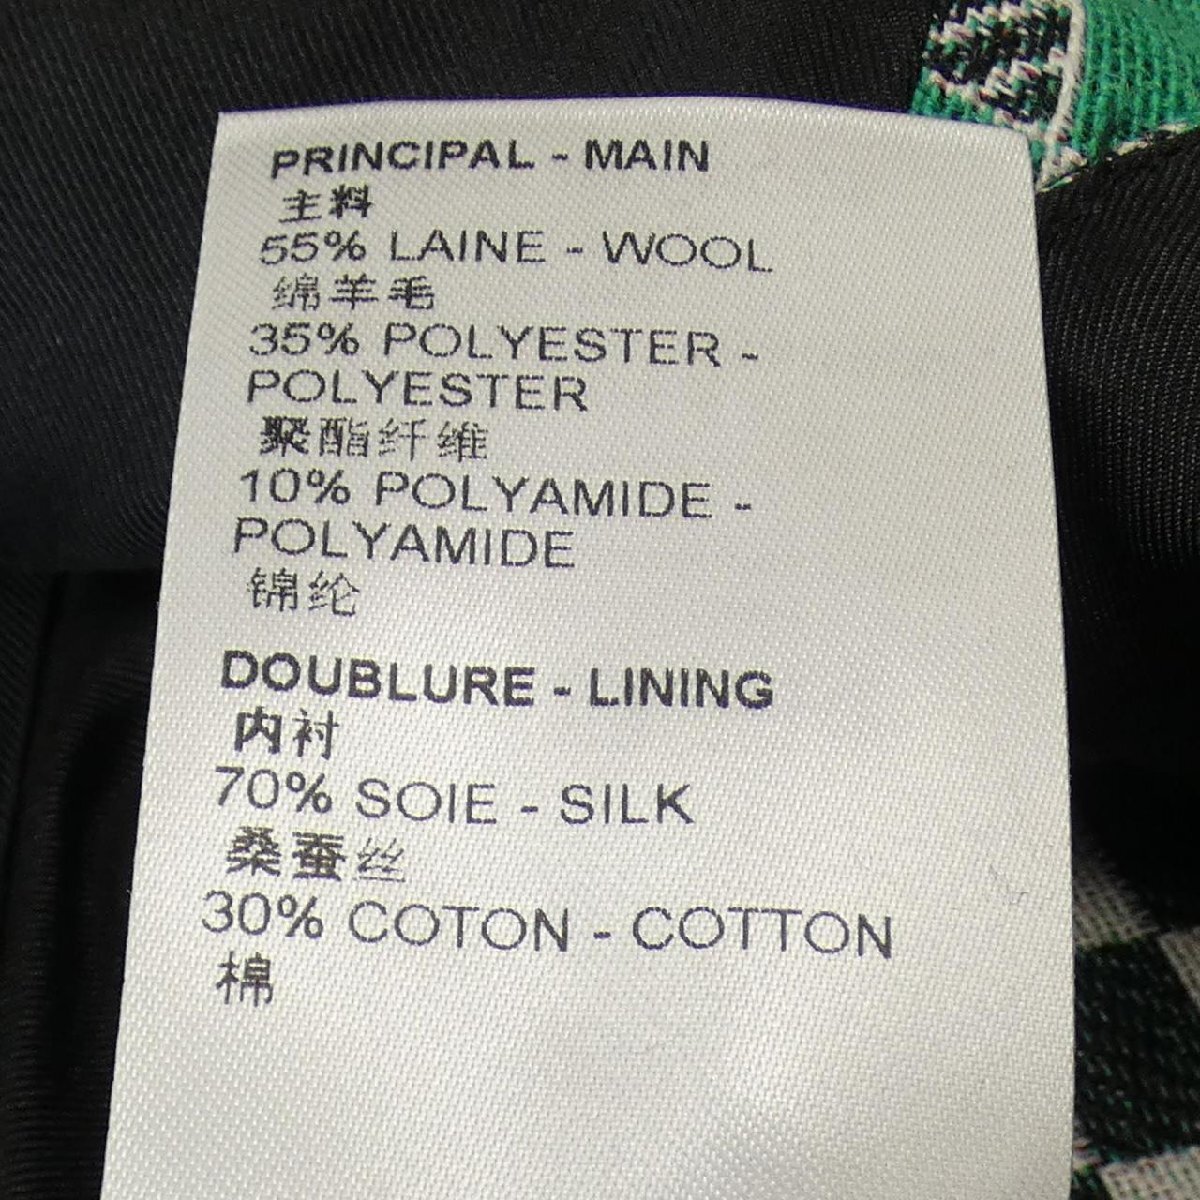 PRINCIPAL - MAIN
主料
55% LAINE - WOOL
绵羊毛
35% POLYESTER -
POLYESTER
聚酯纤维
10% POLYAMIDE -
POLYAMIDE
锦纶
DOUBLURE - LINING
内衬
70% SOIE - SILK
桑蚕丝
30% COTON - COTTON
棉